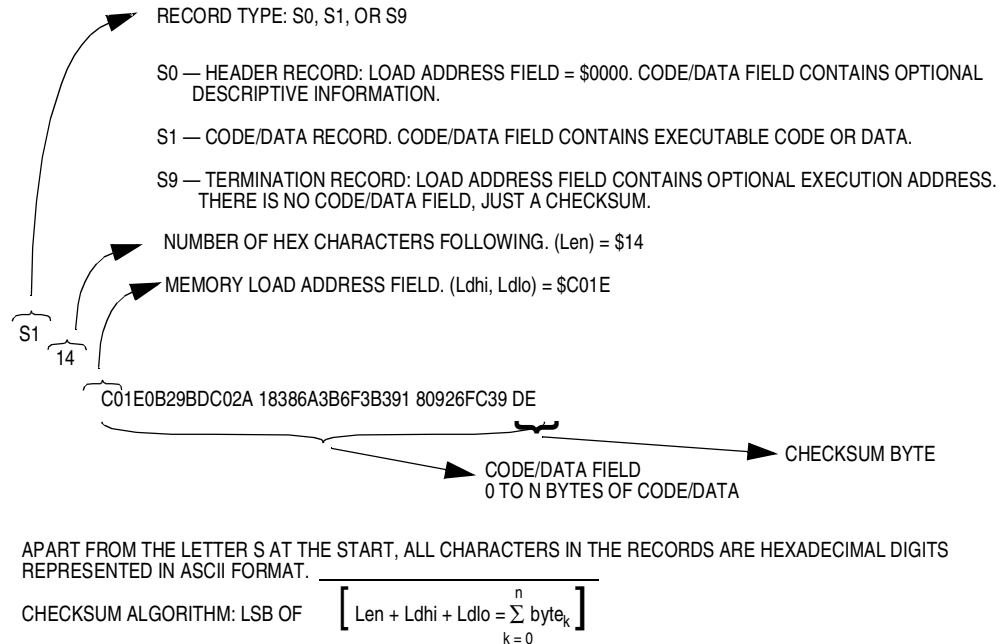 RECORD TYPE: S0, S1, OR S9
S0 — HEADER RECORD: LOAD ADDRESS FIELD = $0000. CODE/DATA FIELD CONTAINS OPTIONAL
DESCRIPTIVE INFORMATION.
S1 — CODE/DATA RECORD. CODE/DATA FIELD CONTAINS EXECUTABLE CODE OR DATA.
S9 — TERMINATION RECORD: LOAD ADDRESS FIELD CONTAINS OPTIONAL EXECUTION ADDRESS.
THERE IS NO CODE/DATA FIELD, JUST A CHECKSUM.
NUMBER OF HEX CHARACTERS FOLLOWING. (Len) = $14
MEMORY LOAD ADDRESS FIELD. (Ldhi, Ldlo) = $C01E
S1
14
C01E0B29BDC02A 18386A3B6F3B391 80926FC39 DE
CHECKSUM BYTE
CODE/DATA FIELD
0 TO N BYTES OF CODE/DATA
APART FROM THE LETTER S AT THE START, ALL CHARACTERS IN THE RECORDS ARE HEXADECIMAL DIGITS
REPRESENTED IN ASCII FORMAT.
CHECKSUM ALGORITHM: LSB OF [ Len + Ldhi + Ldlo = n Σ k = 0 byteₖ ]